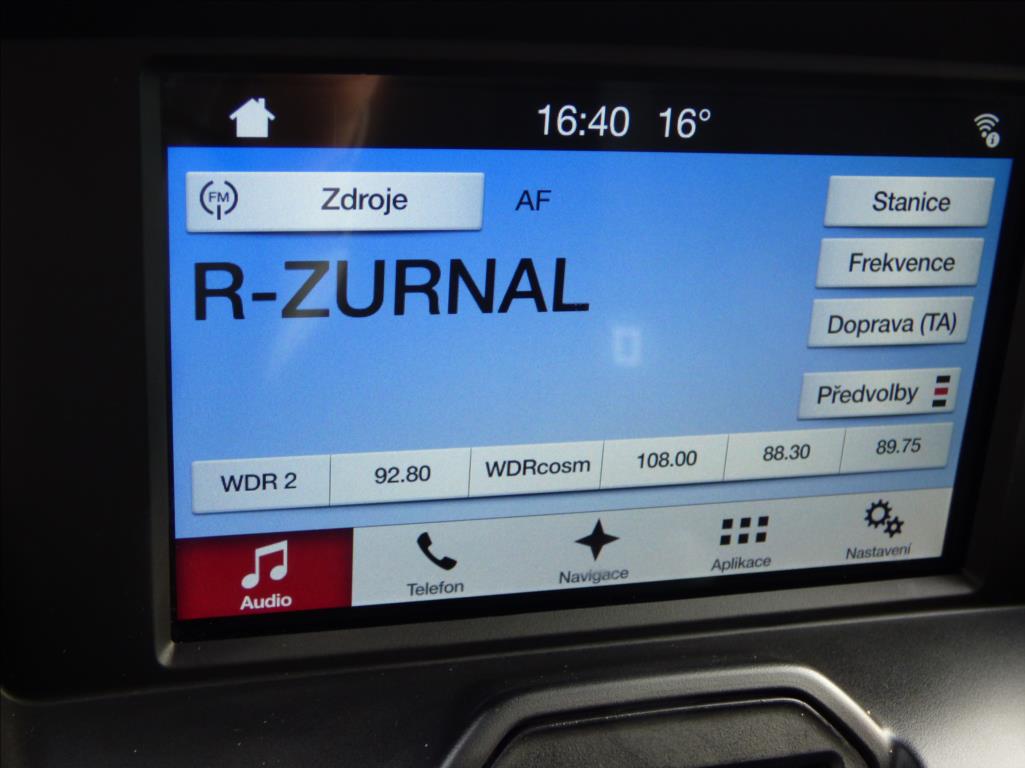 16:40 16°
FM Zdroje AF Stanice
R-ZURNAL
Frekvence
Doprava (TA)
Předvolby
WDR 2 92.80 WDRcosm 108.00 88.30 89.75
Audio Telefon Navigace Aplikace Nastavení